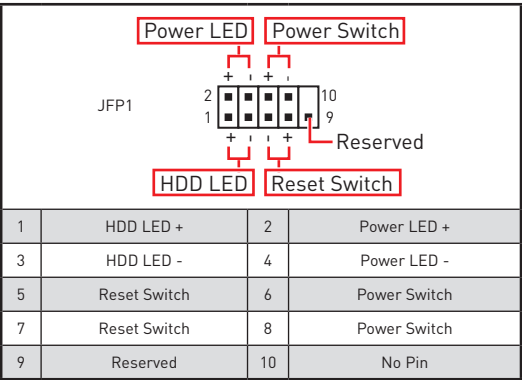 Power LED Power Switch
+ - + -
JFP1
2 10
1 9
+ - - +
Reserved
HDD LED Reset Switch
1 HDD LED + 2 Power LED +
3 HDD LED - 4 Power LED -
5 Reset Switch 6 Power Switch
7 Reset Switch 8 Power Switch
9 Reserved 10 No Pin